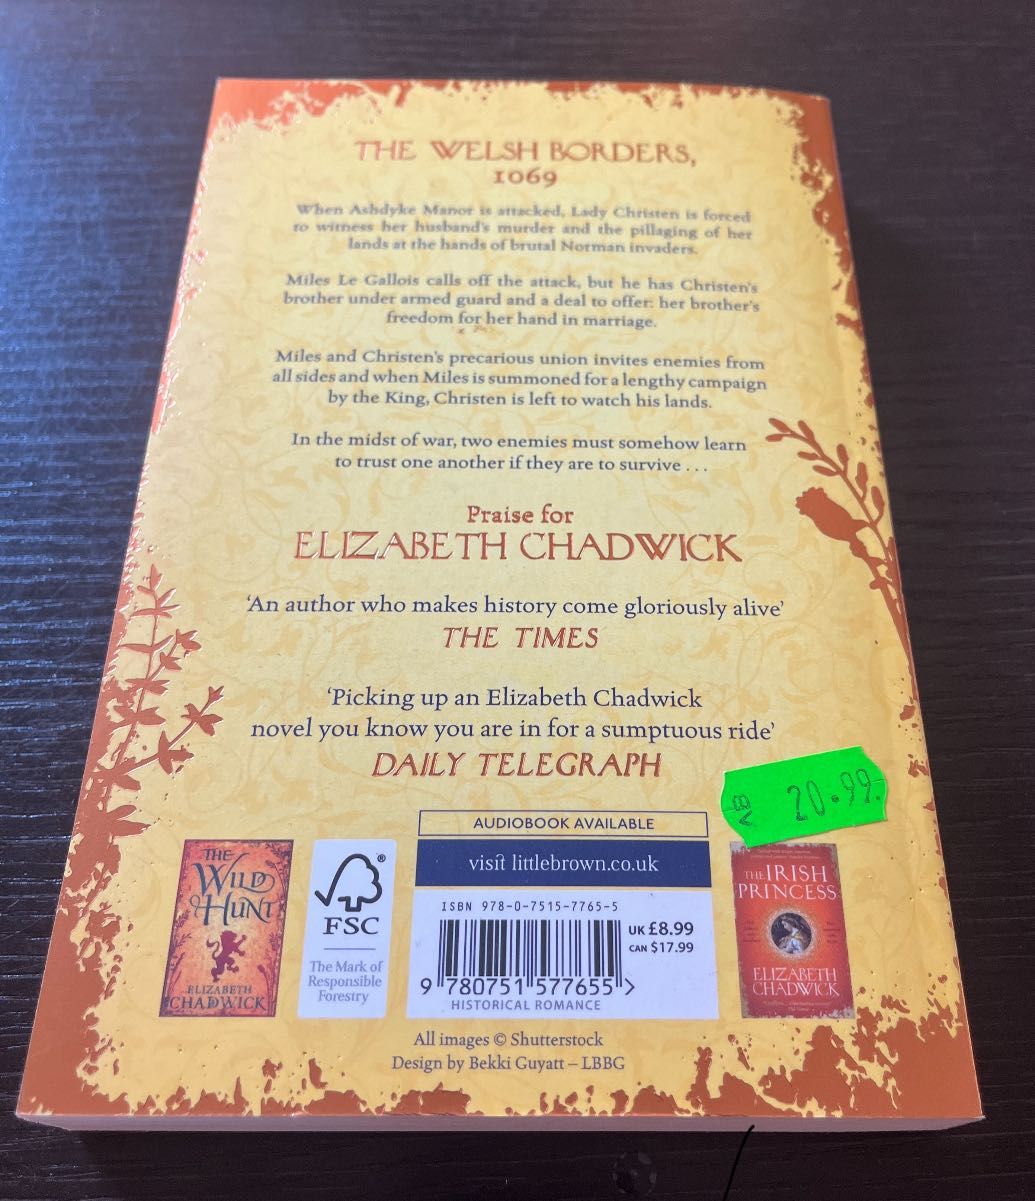 THE WELSH BORDERS,
1069
When Ashdyke Manor is attacked, Lady Christen is forced
to witness her husband's murder and the pillaging of her
lands at the hands of brutal Norman invaders.
Miles Le Gallois calls off the attack, but he has Christen's
brother under armed guard and a deal to offer: her brother's
freedom for her hand in marriage.
Miles and Christen's precarious union invites enemies from
all sides and when Miles is summoned for a lengthy campaign
by the King, Christen is left to watch his lands.
In the midst of war, two enemies must somehow learn
to trust one another if they are to survive . . .
Praise for
ELIZABETH CHADWICK
'An author who makes history come gloriously alive'
THE TIMES
'Picking up an Elizabeth Chadwick
novel you know you are in for a sumptuous ride'
DAILY TELEGRAPH
20.99.
AUDIOBOOK AVAILABLE
visit littlebrown.co.uk
THE
WILD
HUNT
ELIZABETH
CHADWICK
®
FSC
The Mark of
Responsible
Forestry
ISBN 978-0-7515-7765-5
UK £8.99
CAN $17.99
9 780751 577655 >
HISTORICAL ROMANCE
THE IRISH
PRINCESS
ELIZABETH
CHADWICK
All images © Shutterstock
Design by Bekki Guyatt – LBBG